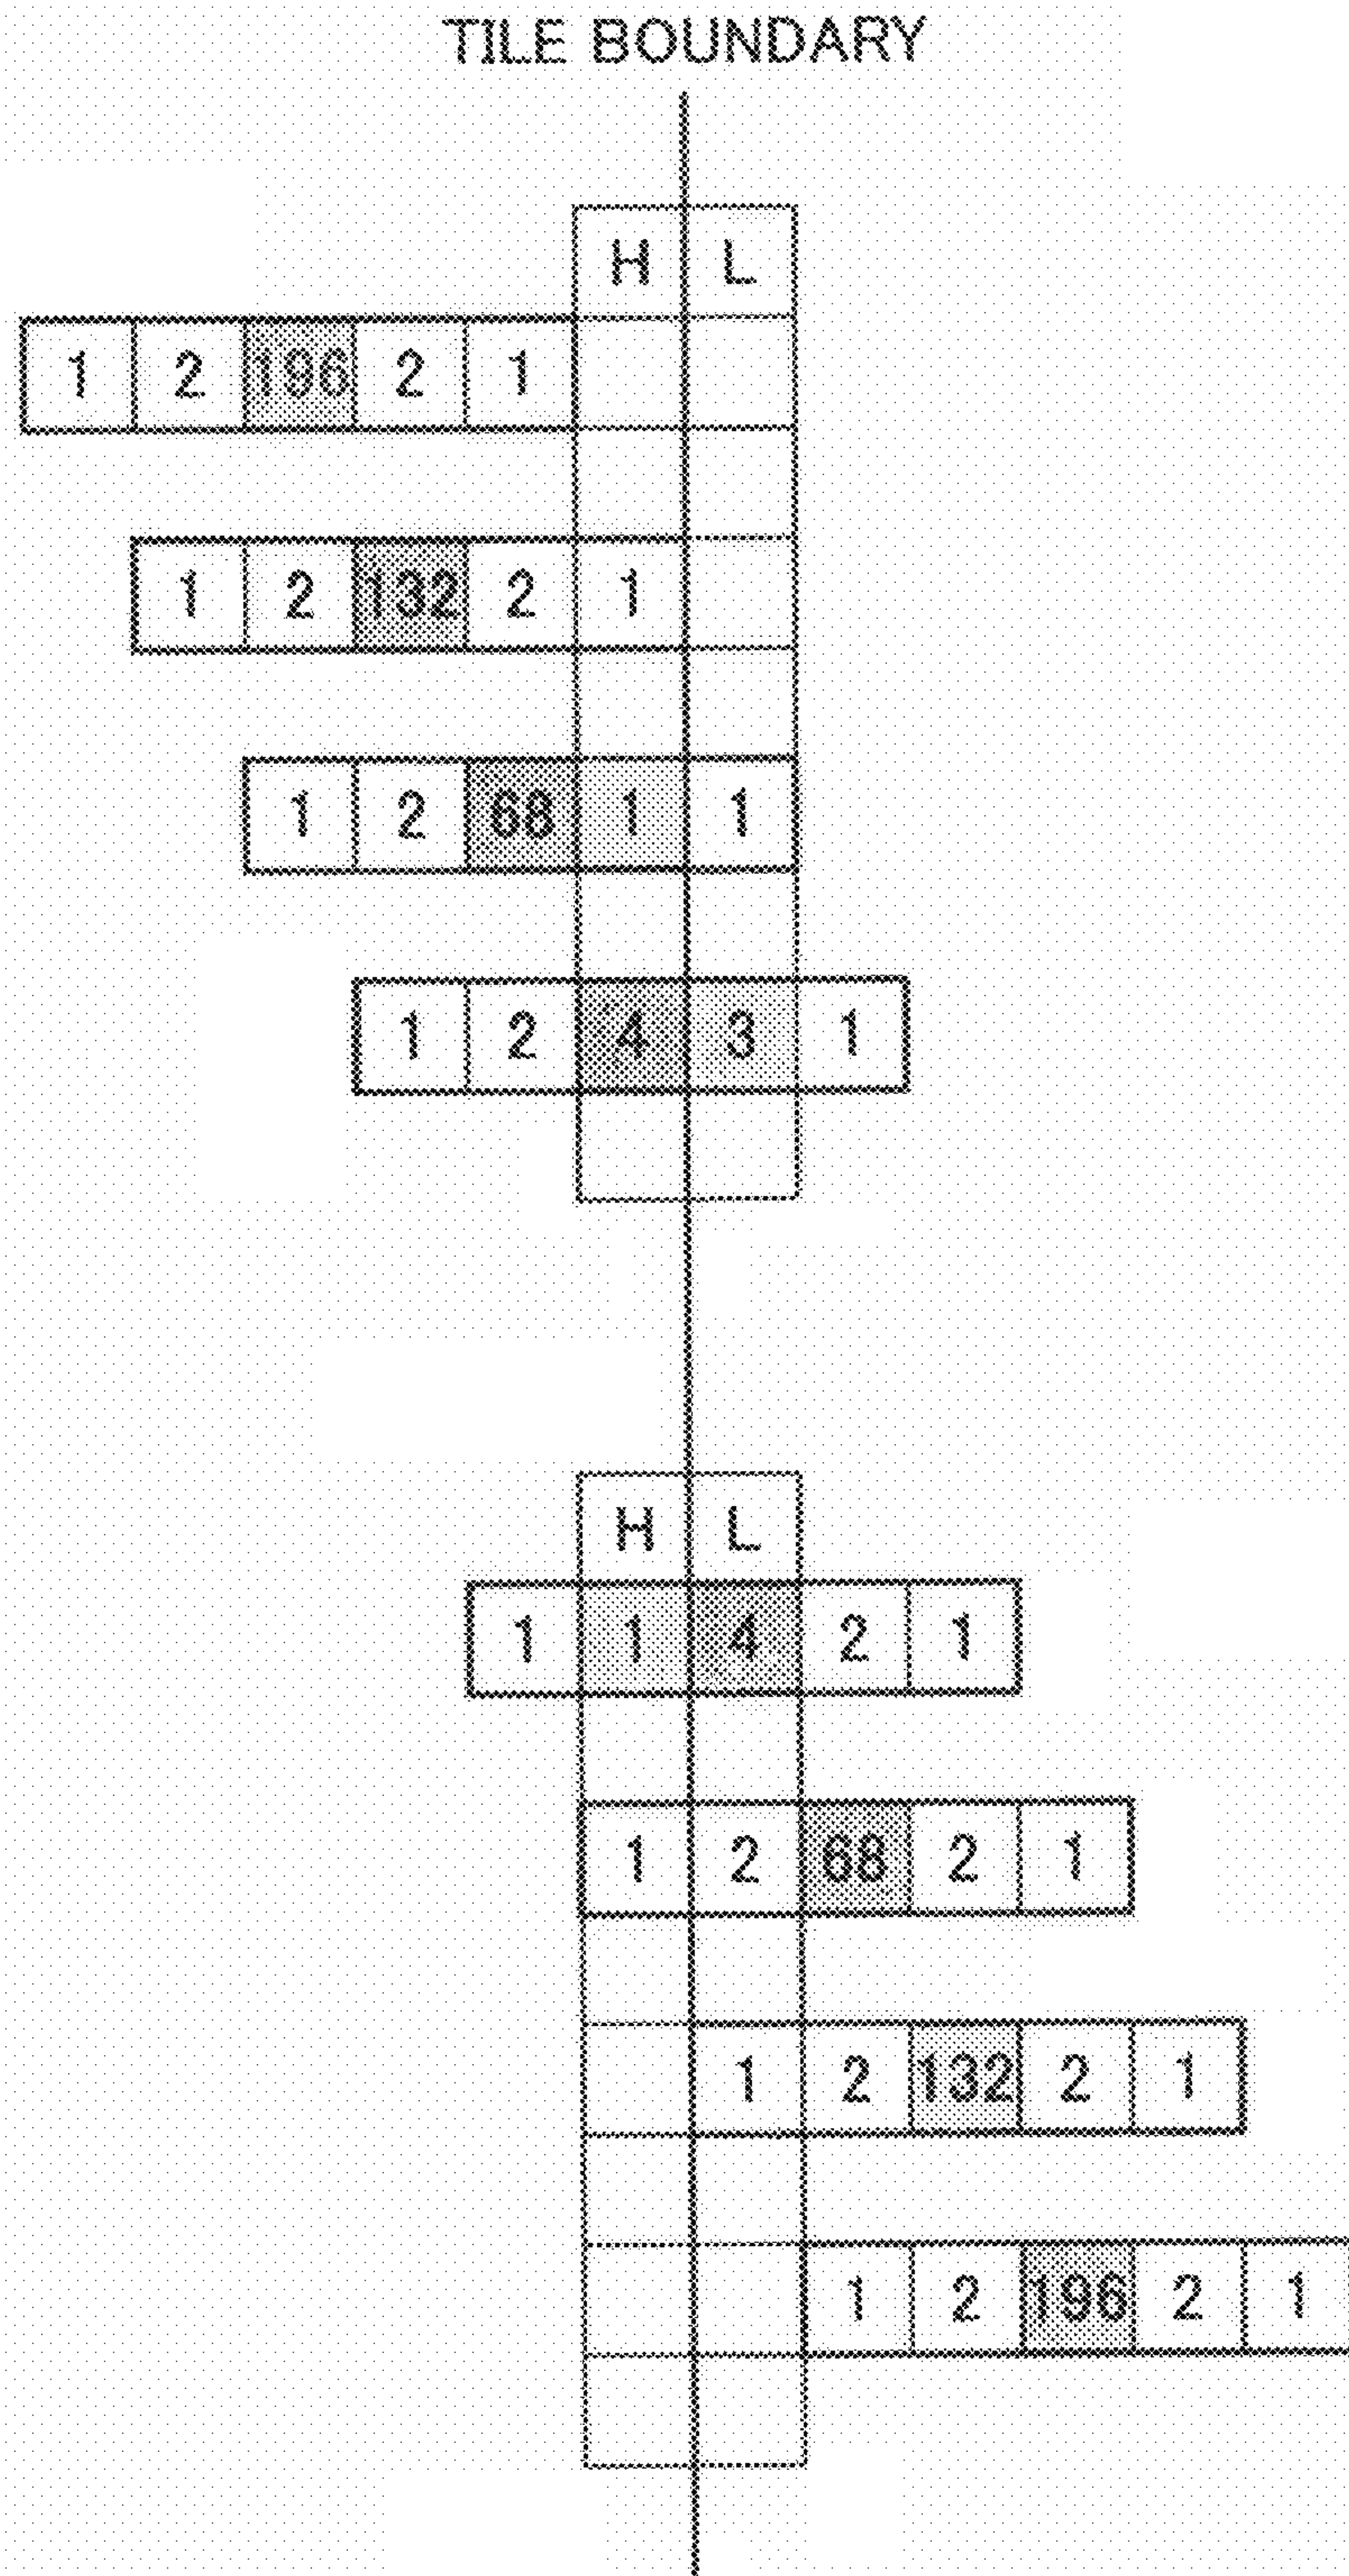 TILE BOUNDARY
H L
1 2 196 2 1
1 2 132 2 1
1 2 68 1 1
1 2 4 3 1
H L
1 1 4 2 1
1 2 68 2 1
1 2 132 2 1
1 2 196 2 1